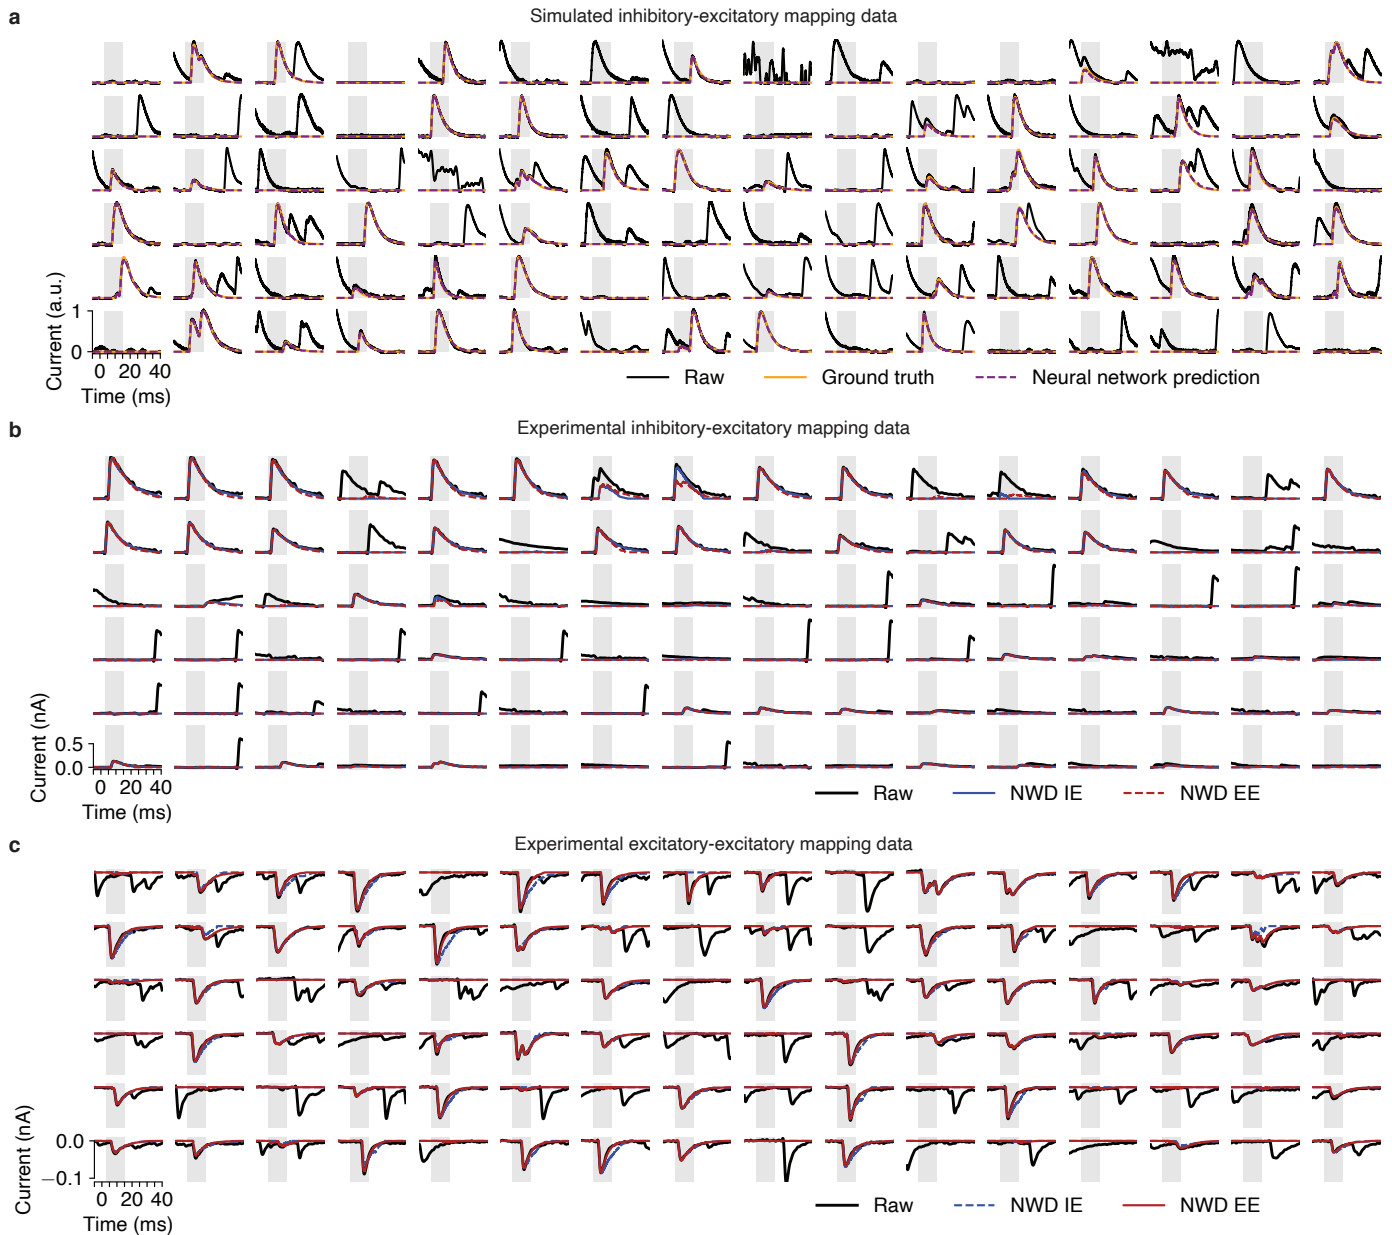 a
Simulated inhibitory-excitatory mapping data
Current (a.u.)
1
0
0 20 40
Time (ms)
Raw Ground truth Neural network prediction
b
Experimental inhibitory-excitatory mapping data
Current (nA)
0.5
0.0
0 20 40
Time (ms)
Raw NWD IE NWD EE
c
Experimental excitatory-excitatory mapping data
Current (nA)
0.0
−0.1
0 20 40
Time (ms)
Raw NWD IE NWD EE